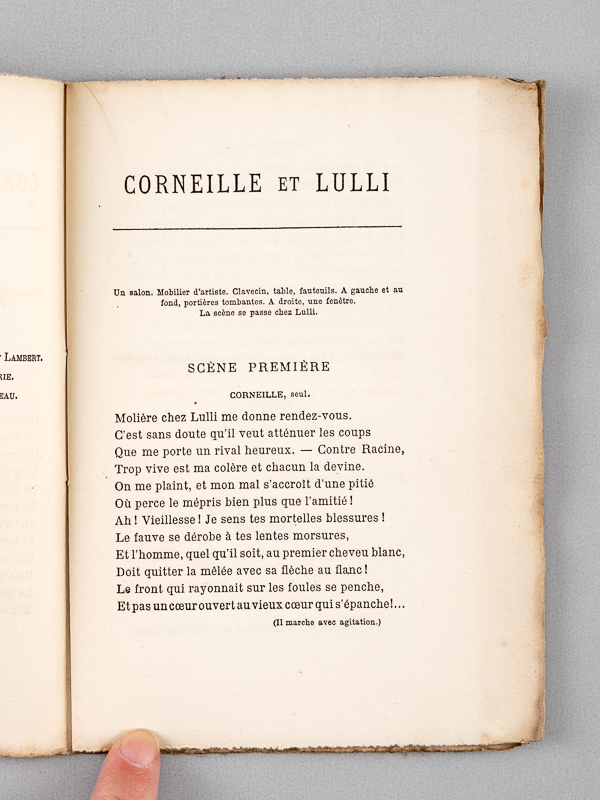 LAMBERT.
CORNEILLE ET LULLI
Un salon. Mobilier d'artiste. Clavecin, table, fauteuils. A gauche et au
fond, portières tombantes. A droite, une fenêtre.
La scène se passe chez Lulli.
SCÈNE PREMIÈRE
CORNEILLE, seul.
Molière chez Lulli me donne rendez-vous.
C'est sans doute qu'il veut atténuer les coups
Que me porte un rival heureux. — Contre Racine,
Trop vive est ma colère et chacun la devine.
On me plaint, et mon mal s'accroît d'une pitié
Où perce le mépris bien plus que l'amitié!
Ah! Vieillesse! Je sens tes mortelles blessures!
Le fauve se dérobe à tes lentes morsures,
Et l'homme, quel qu'il soit, au premier cheveu blanc,
Doit quitter la mêlée avec sa flèche au flanc!
Le front qui rayonnait sur les foules se penche,
Et pas un cœur ouvert au vieux cœur qui s'épanche!...
(Il marche avec agitation.)